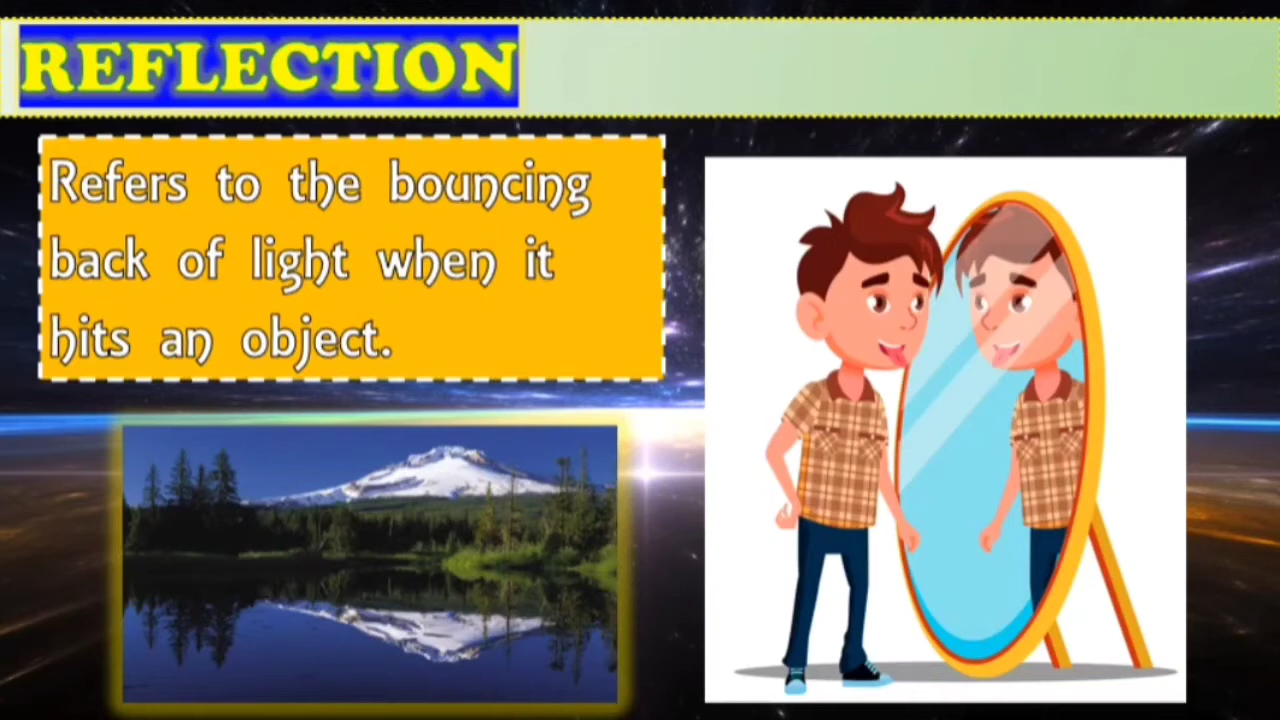 REFLECTION
Refers to the bouncing
back of light when it
hits an object.